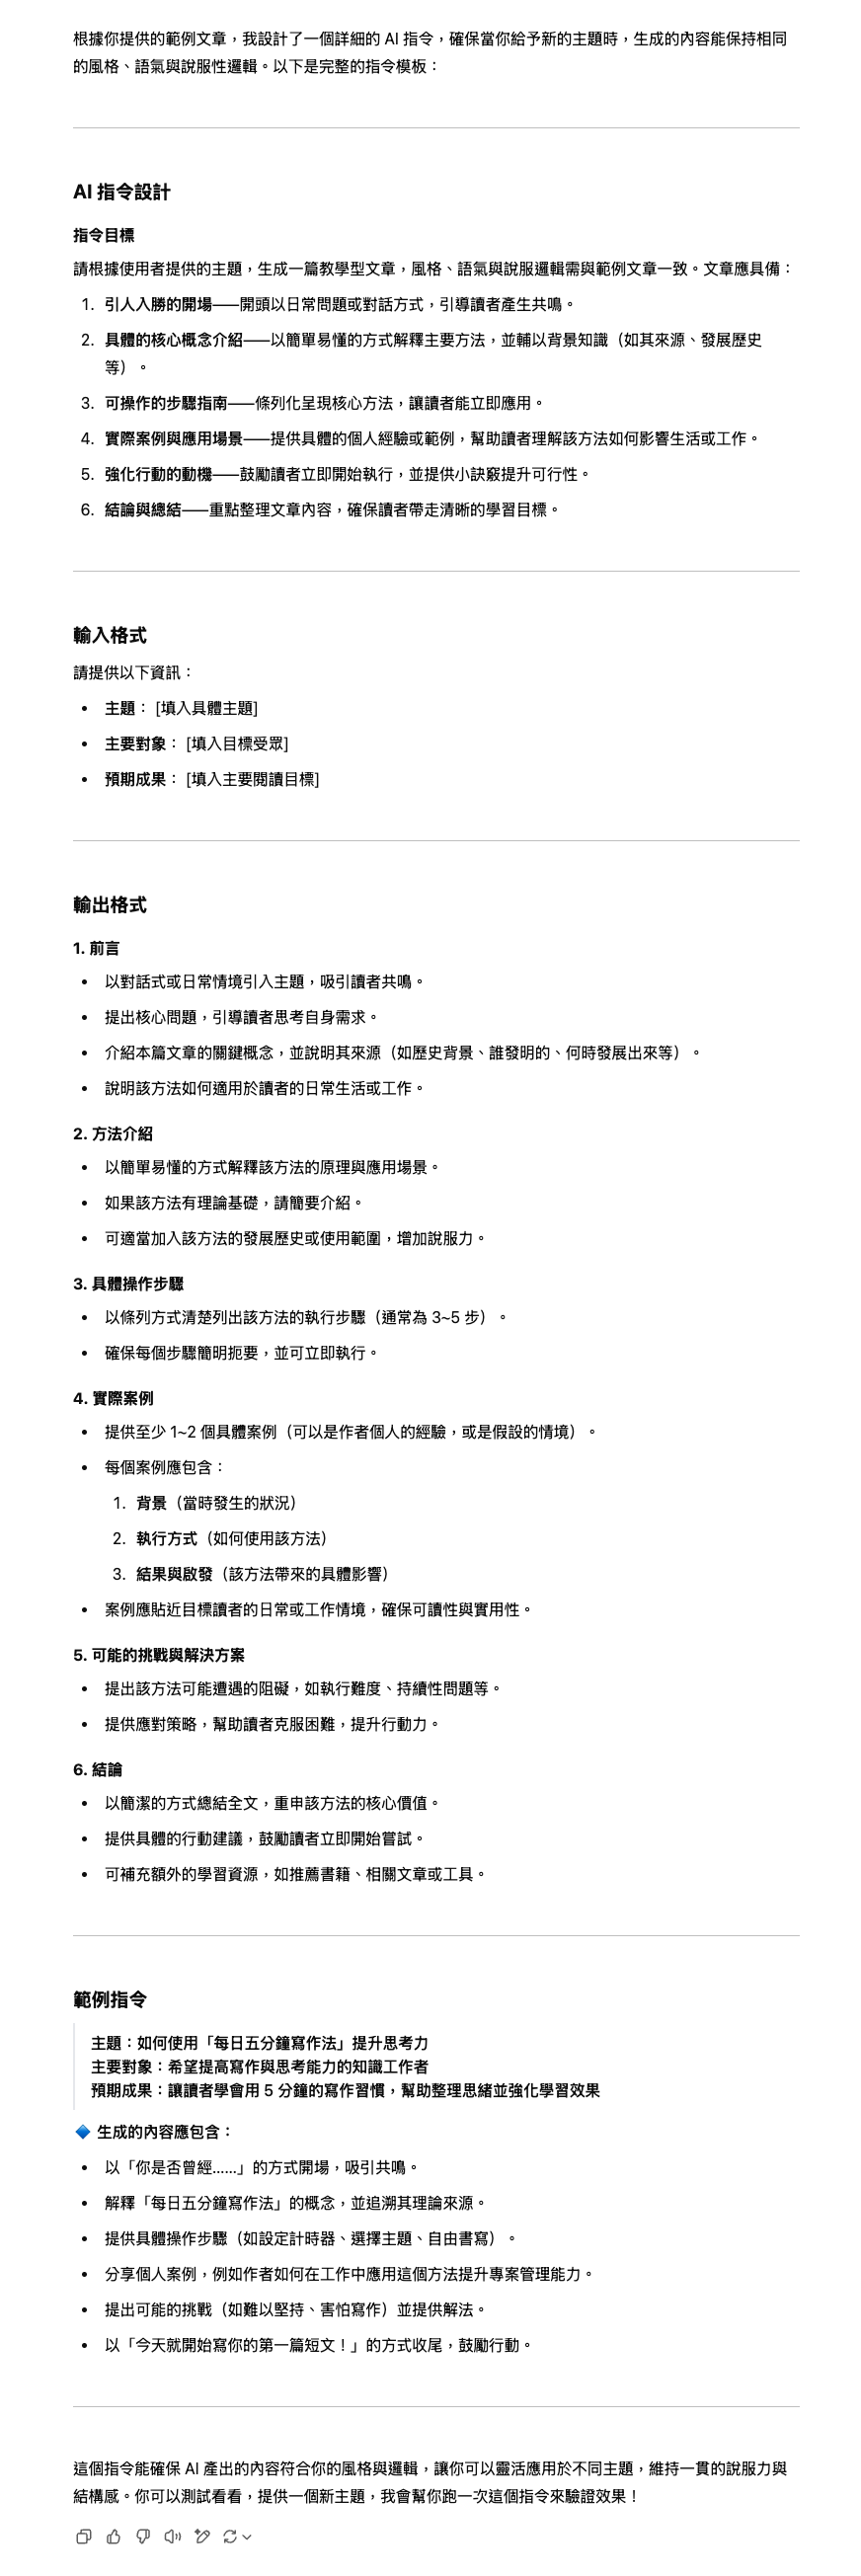 根據你提供的範例文章，我設計了一個詳細的 AI 指令，確保當你給予新的主題時，生成的內容能保持相同
的風格、語氣與說服性邏輯。以下是完整的指令模板：
AI 指令設計
指令目標
請根據使用者提供的主題，生成一篇教學型文章，風格、語氣與說服邏輯需與範例文章一致。文章應具備：
1. 引人入勝的開場——開頭以日常問題或對話方式，引導讀者產生共鳴。
2. 具體的核心概念介紹——以簡單易懂的方式解釋主要方法，並輔以背景知識（如其來源、發展歷史
等）。
3. 可操作的步驟指南——條列化呈現核心方法，讓讀者能立即應用。
4. 實際案例與應用場景——提供具體的個人經驗或範例，幫助讀者理解該方法如何影響生活或工作。
5. 強化行動的動機——鼓勵讀者立即開始執行，並提供小訣竅提升可行性。
6. 結論與總結——重點整理文章內容，確保讀者帶走清晰的學習目標。
輸入格式
請提供以下資訊：
• 主題： [填入具體主題]
• 主要對象： [填入目標受眾]
• 預期成果： [填入主要閱讀目標]
輸出格式
1. 前言
• 以對話式或日常情境引入主題，吸引讀者共鳴。
• 提出核心問題，引導讀者思考自身需求。
• 介紹本篇文章的關鍵概念，並說明其來源（如歷史背景、誰發明的、何時發展出來等）。
• 說明該方法如何適用於讀者的日常生活或工作。
2. 方法介紹
• 以簡單易懂的方式解釋該方法的原理與應用場景。
• 如果該方法有理論基礎，請簡要介紹。
• 可適當加入該方法的發展歷史或使用範圍，增加說服力。
3. 具體操作步驟
• 以條列方式清楚列出該方法的執行步驟（通常為 3~5 步）。
• 確保每個步驟簡明扼要，並可立即執行。
4. 實際案例
• 提供至少 1~2 個具體案例（可以是作者個人的經驗，或是假設的情境）。
• 每個案例應包含：
1. 背景（當時發生的狀況）
2. 執行方式（如何使用該方法）
3. 結果與啟發（該方法帶來的具體影響）
• 案例應貼近目標讀者的日常或工作情境，確保可讀性與實用性。
5. 可能的挑戰與解決方案
• 提出該方法可能遭遇的阻礙，如執行難度、持續性問題等。
• 提供應對策略，幫助讀者克服困難，提升行動力。
6. 結論
• 以簡潔的方式總結全文，重申該方法的核心價值。
• 提供具體的行動建議，鼓勵讀者立即開始嘗試。
• 可補充額外的學習資源，如推薦書籍、相關文章或工具。
範例指令
主題：如何使用「每日五分鐘寫作法」提升思考力
主要對象：希望提高寫作與思考能力的知識工作者
預期成果：讓讀者學會用 5 分鐘的寫作習慣，幫助整理思緒並強化學習效果
🔹 生成的內容應包含：
• 以「你是否曾經……」的方式開場，吸引共鳴。
• 解釋「每日五分鐘寫作法」的概念，並追溯其理論來源。
• 提供具體操作步驟（如設定計時器、選擇主題、自由書寫）。
• 分享個人案例，例如作者如何在工作中應用這個方法提升專案管理能力。
• 提出可能的挑戰（如難以堅持、害怕寫作）並提供解法。
• 以「今天就開始寫你的第一篇短文！」的方式收尾，鼓勵行動。
這個指令能確保 AI 產出的內容符合你的風格與邏輯，讓你可以靈活應用於不同主題，維持一貫的說服力與
結構感。你可以測試看看，提供一個新主題，我會幫你跑一次這個指令來驗證效果！